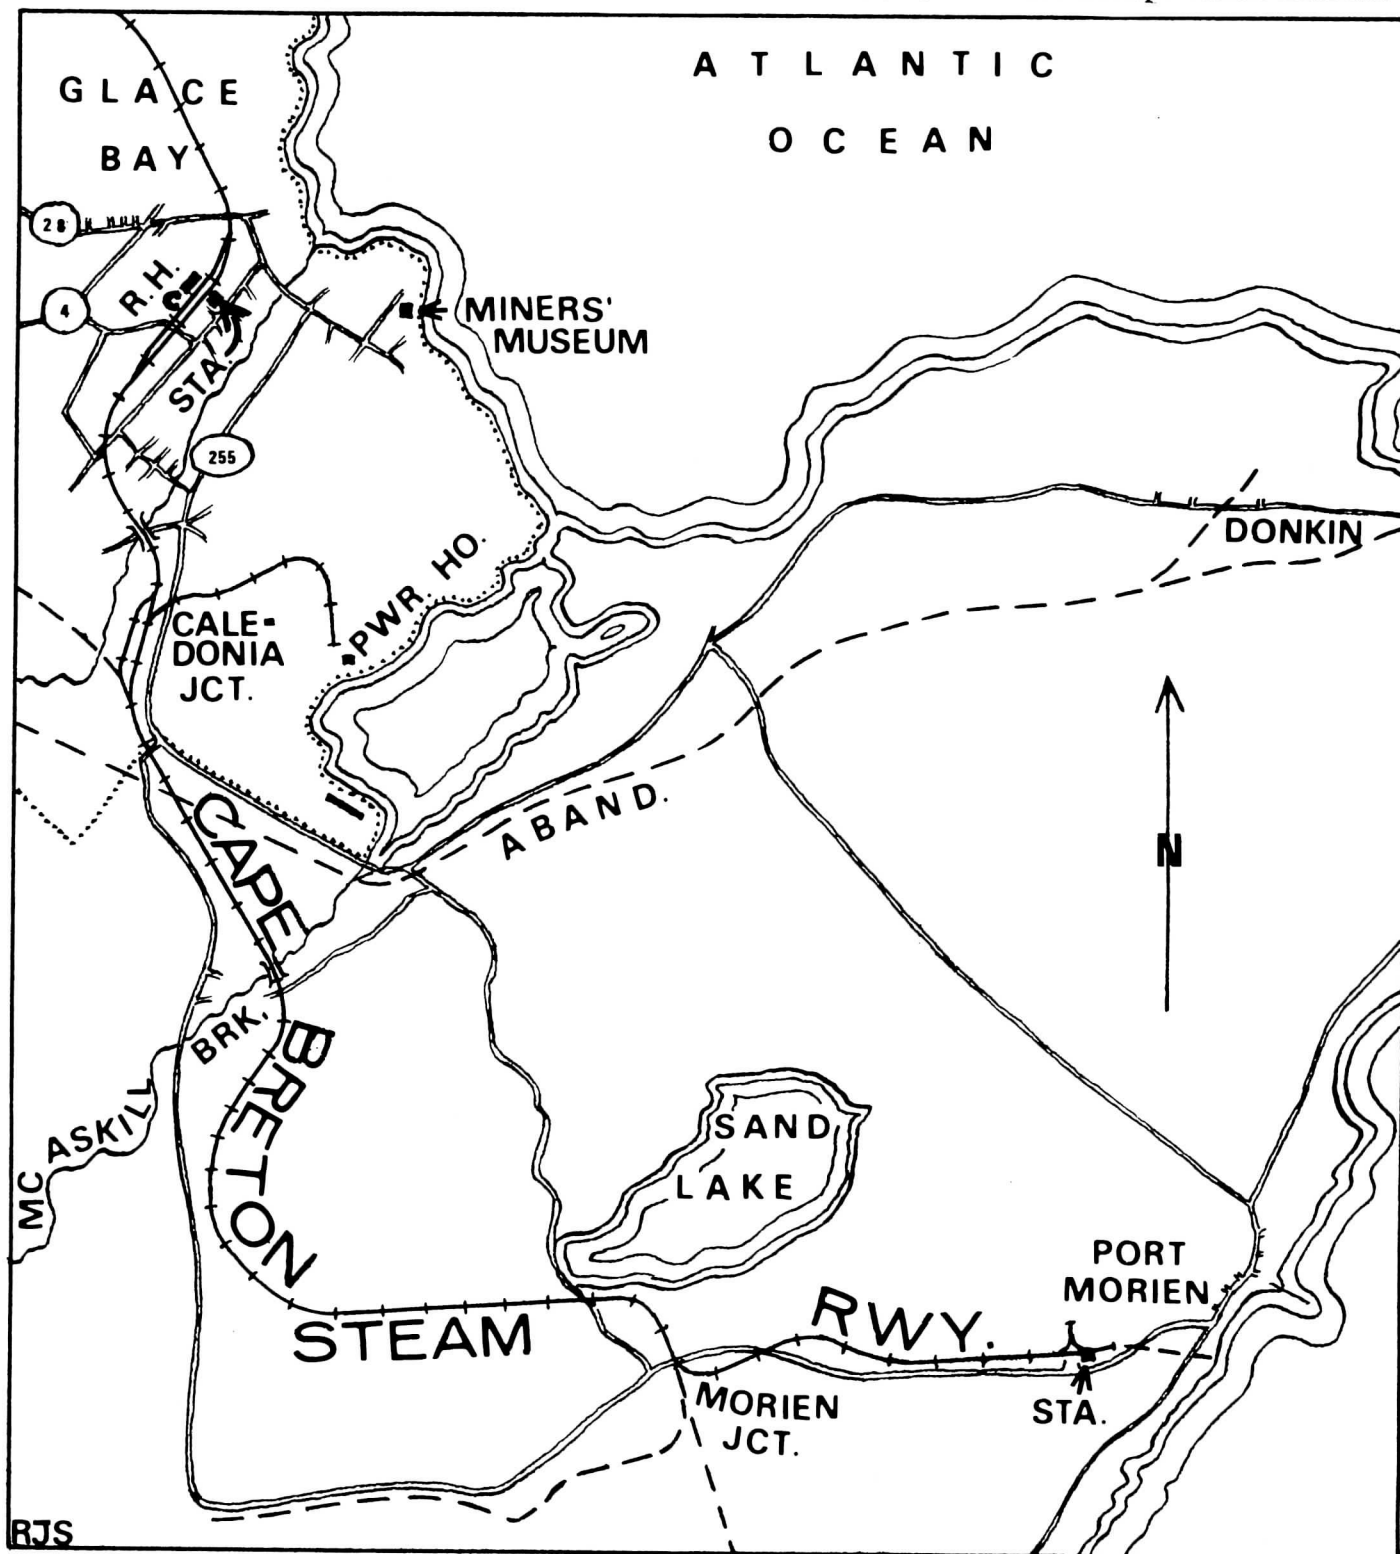 ATLANTIC
OCEAN
GLACE
BAY
28
R.H.
4
STA.
MINERS'
MUSEUM
255
DONKIN
PWR. HO.
CALE-
DONIA
JCT.
ABAND.
N
CAPE
BRETON
STEAM
RWY.
MC ASKILL BRK.
SAND
LAKE
PORT
MORIEN
MORIEN
JCT.
STA.
RJS